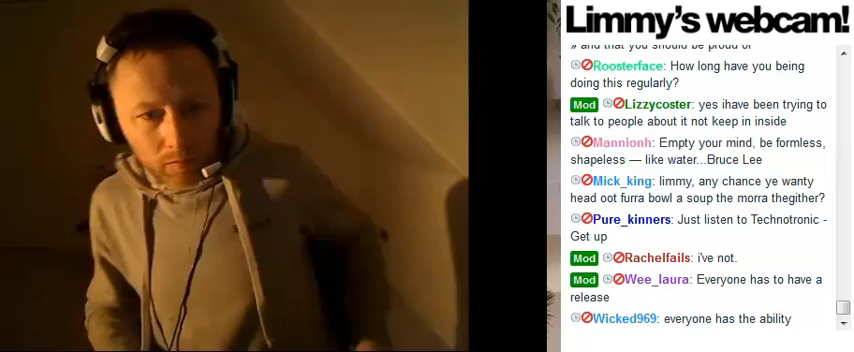 Limmy's webcam!
» and that you should be proud of
Roosterface: How long have you being
doing this regularly?
Mod Lizzycoster: yes ihave been trying to
talk to people about it not keep in inside
Mannionh: Empty your mind, be formless,
shapeless — like water...Bruce Lee
Mick_king: limmy, any chance ye wanty
head oot furra bowl a soup the morra thegither?
Pure_kinners: Just listen to Technotronic -
Get up
Mod Rachelfails: i've not.
Mod Wee_laura: Everyone has to have a
release
Wicked969: everyone has the ability